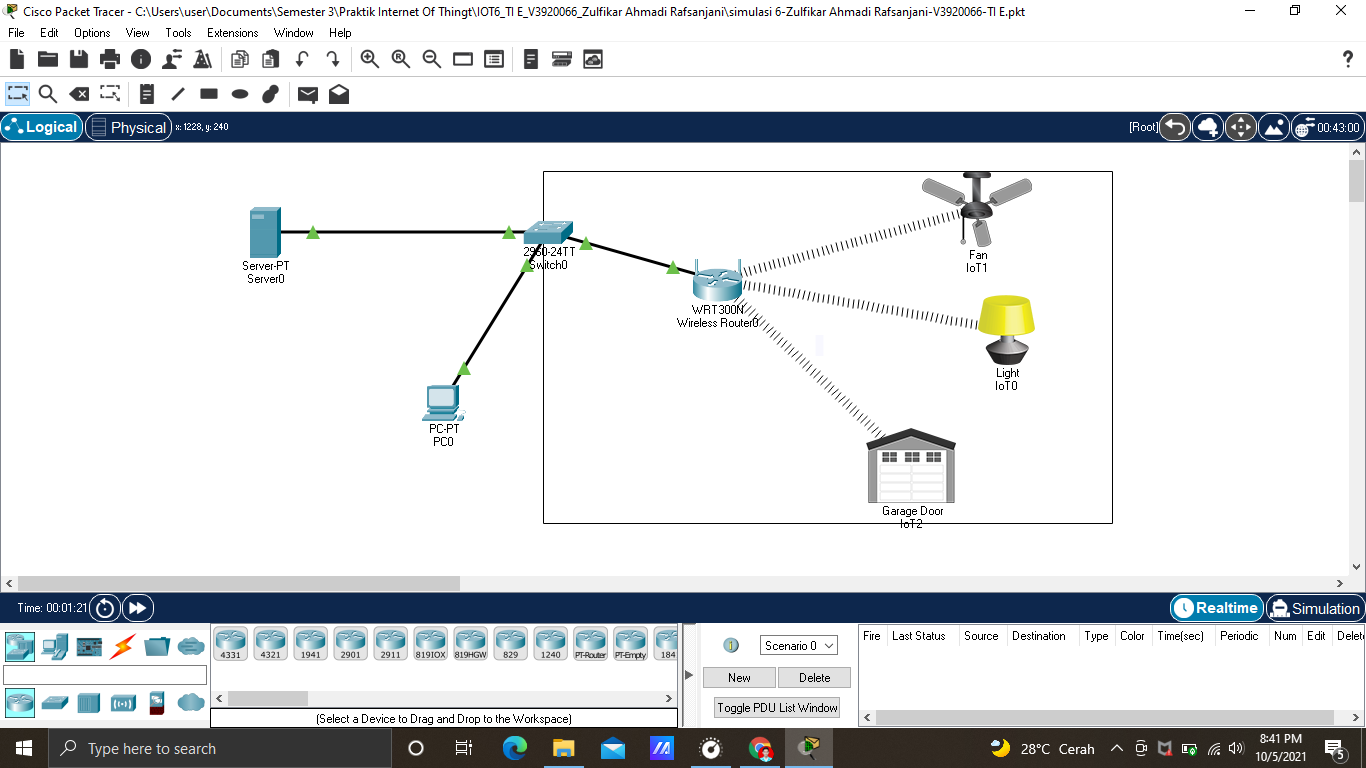 Cisco Packet Tracer - C:\Users\user\Documents\Semester 3\Praktik Internet Of Thingt\IOT6_TI E_V3920066_Zulfikar Ahmadi Rafsanjani\simulasi 6-Zulfikar Ahmadi Rafsanjani-V3920066-TI E.pkt
File Edit Options View Tools Extensions Window Help
Logical Physical x: 1228, y: 240 [Root] 00:43:00
Server-PT
Server0
2950-24TT
Switch0
PC-PT
PC0
WRT300N
Wireless Router0
Fan
IoT1
Light
IoT0
Garage Door
IoT2
Time: 00:01:21 Realtime Simulation
4331 4321 1941 2901 2911 819IOX 819HGW 829 1240 PT-Router PT-Empty 184
(Select a Device to Drag and Drop to the Workspace)
Scenario 0
New Delete
Toggle PDU List Window
Fire Last Status Source Destination Type Color Time(sec) Periodic Num Edit Delet
Type here to search
28°C Cerah
8:41 PM
10/5/2021
5